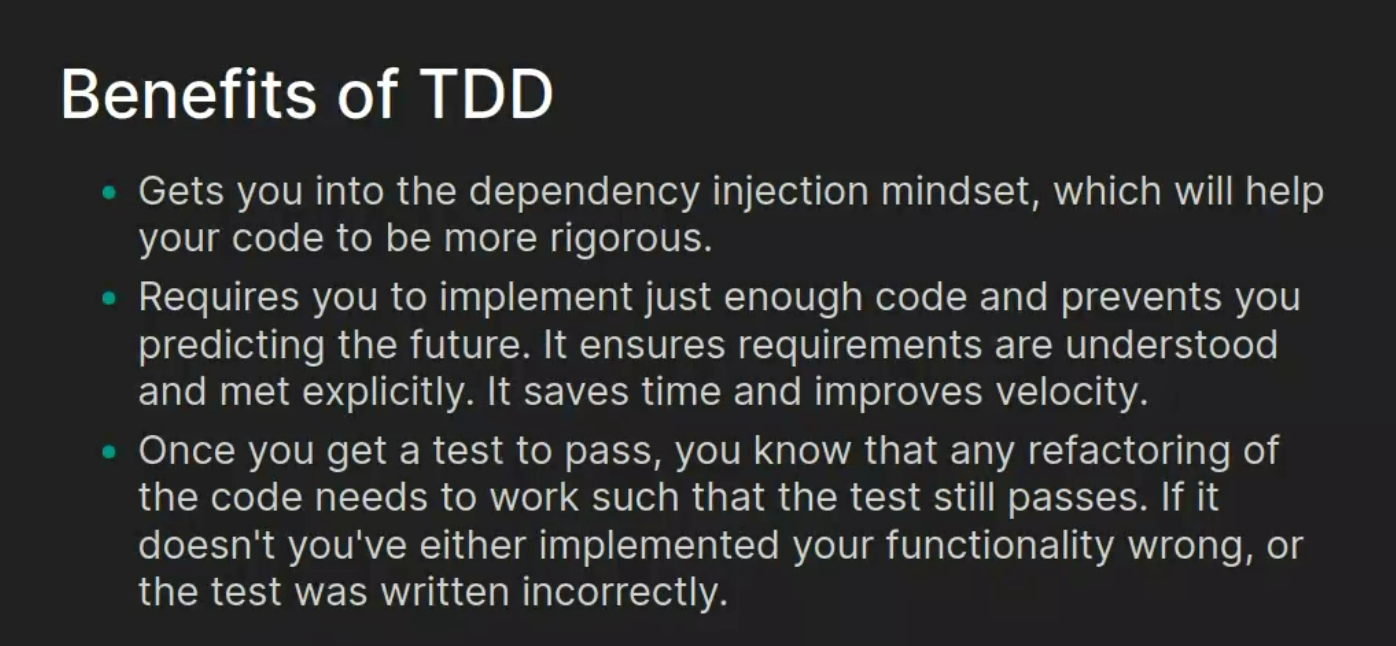 Benefits of TDD
Gets you into the dependency injection mindset, which will help
your code to be more rigorous.
Requires you to implement just enough code and prevents you
predicting the future. It ensures requirements are understood
and met explicitly. It saves time and improves velocity.
Once you get a test to pass, you know that any refactoring of
the code needs to work such that the test still passes. If it
doesn't you've either implemented your functionality wrong, or
the test was written incorrectly.